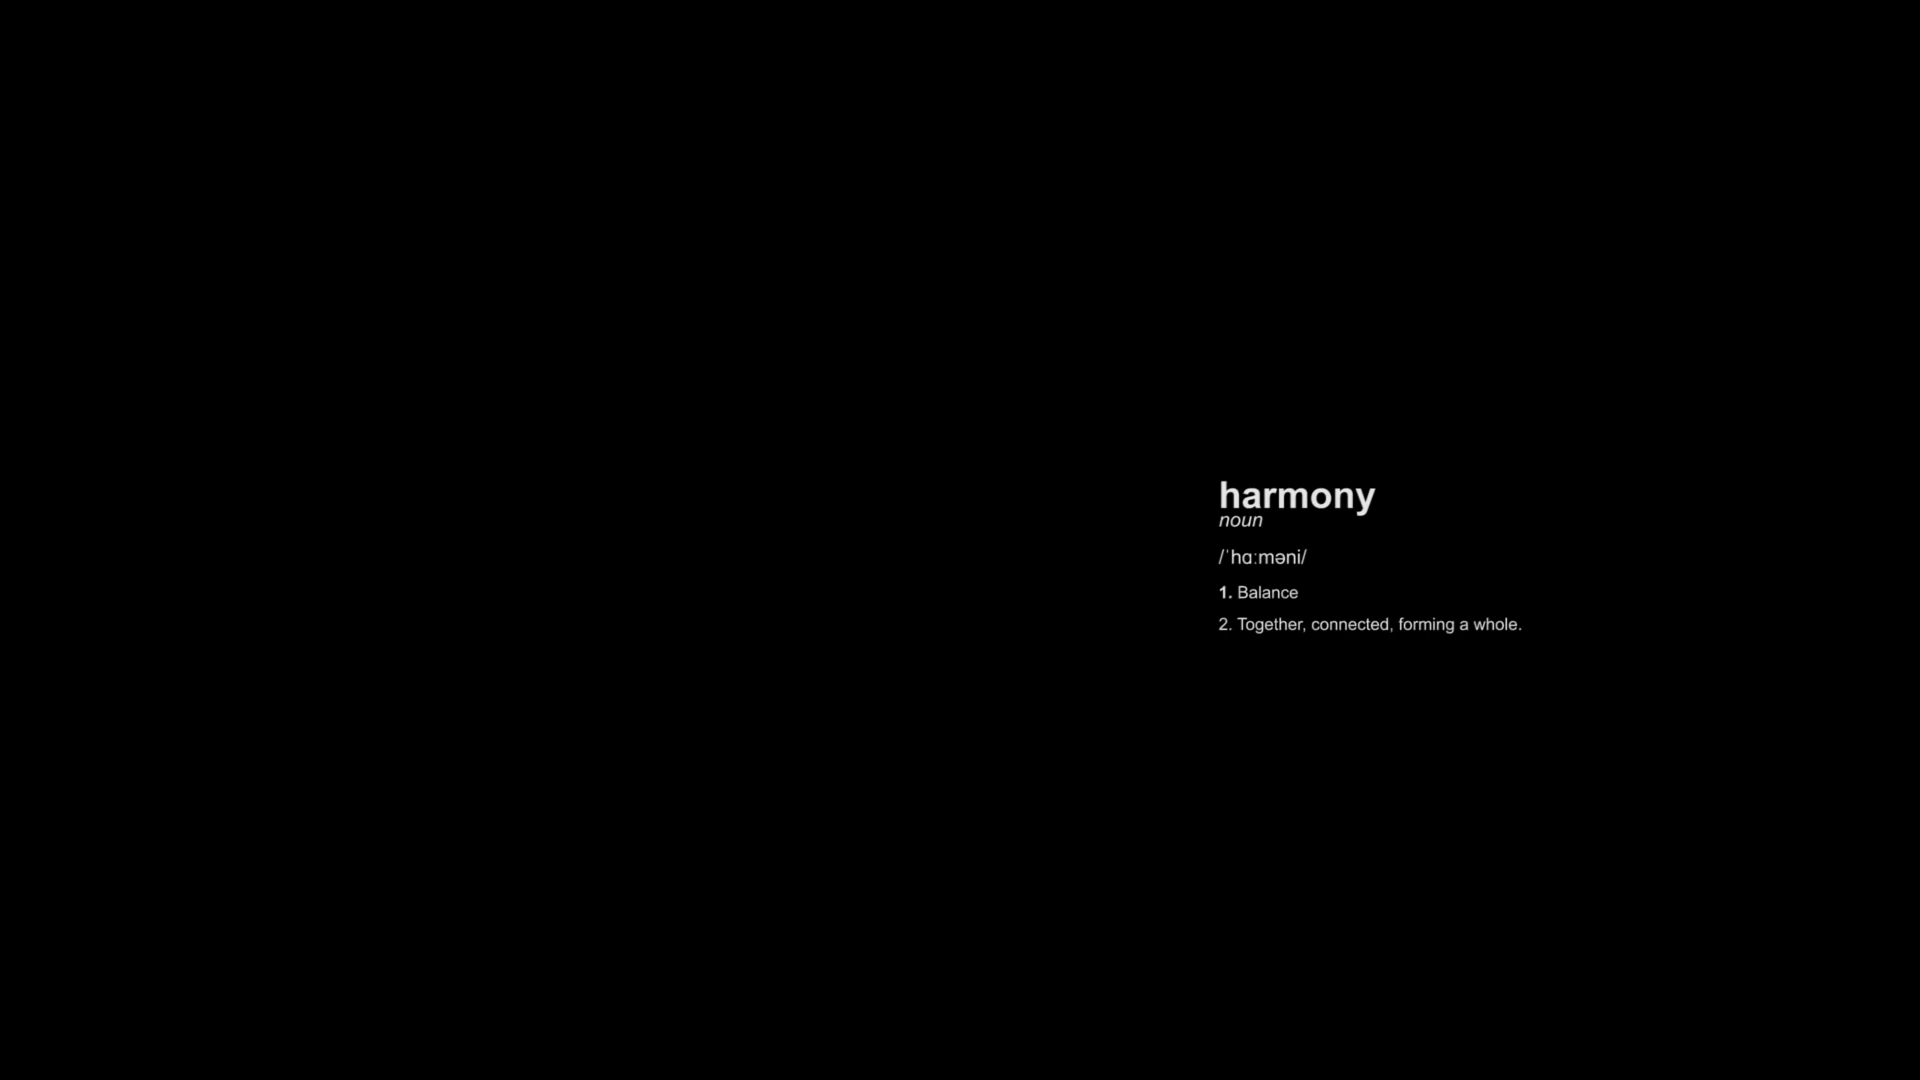 harmony
noun
/ˈhɑːməni/
1. Balance
2. Together, connected, forming a whole.